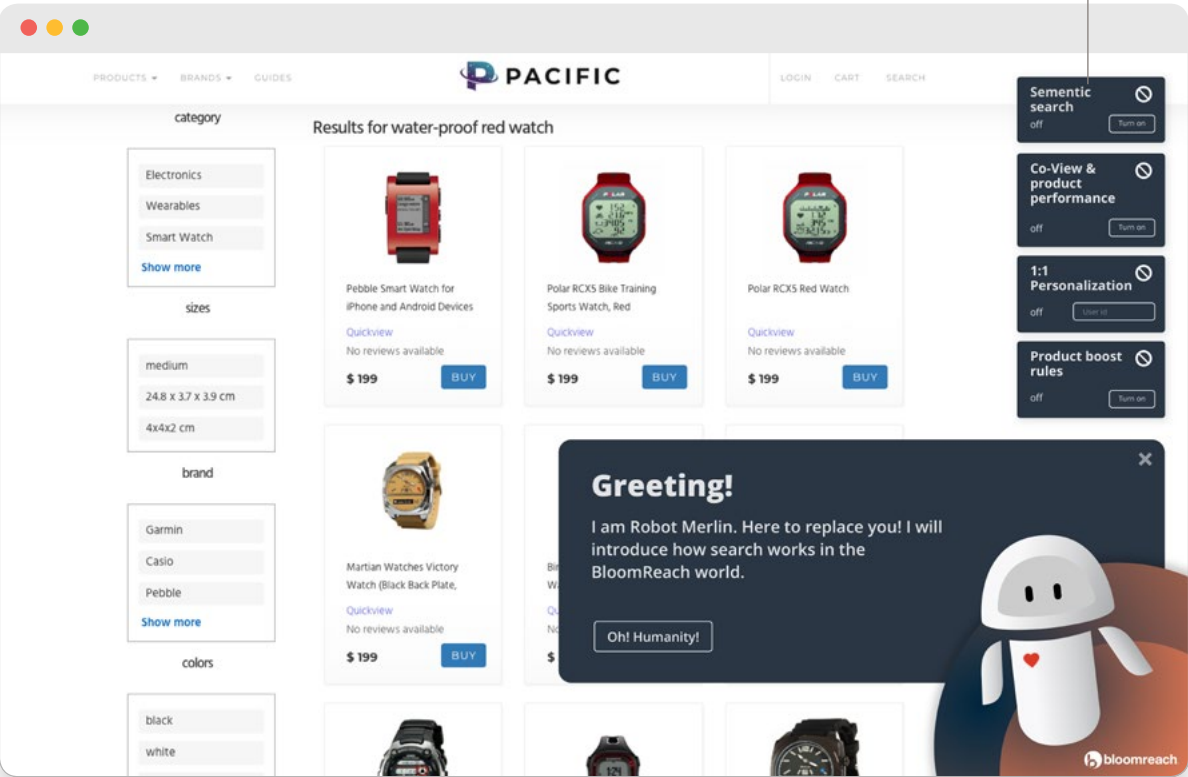 PRODUCTS BRANDS GUIDES
PACIFIC
LOGIN CART SEARCH
category
Electronics
Wearables
Smart Watch
Show more
sizes
medium
24.8 x 3.7 x 3.9 cm
4x4x2 cm
brand
Garmin
Casio
Pebble
Show more
colors
black
white
Results for water-proof red watch
Pebble Smart Watch for
iPhone and Android Devices
Quickview
No reviews available
$ 199 BUY
POLAR
Polar RCX5 Bike Training
Sports Watch, Red
Quickview
No reviews available
$ 199 BUY
POLAR
Polar RCX5 Red Watch
Quickview
No reviews available
$ 199 BUY
Martian Watches Victory
Watch (Black Back Plate,
Quickview
No reviews available
$ 199 BUY
$
Sementic
search
off Turn on
Co-View &
product
performance
off Turn on
1:1
Personalization
off User id
Product boost
rules
off Turn on
Greeting!
I am Robot Merlin. Here to replace you! I will
introduce how search works in the
BloomReach world.
Oh! Humanity!
bloomreach